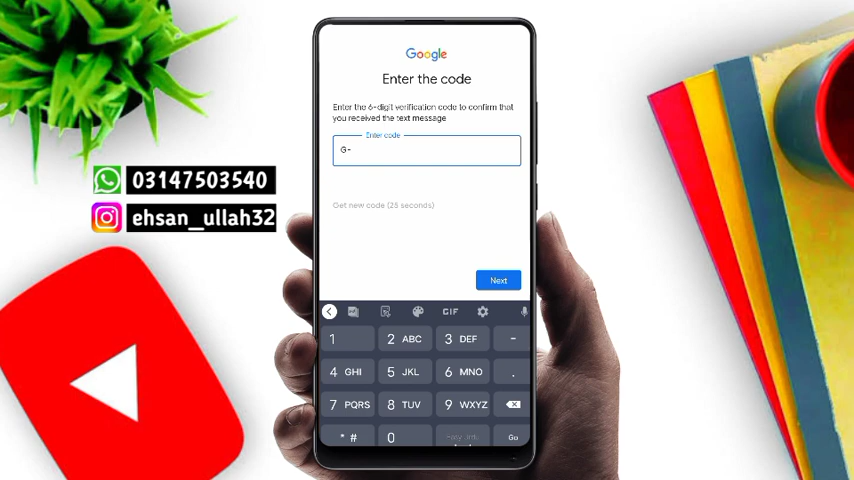 Google
Enter the code
Enter the 6-digit verification code to confirm that
you received the text message
Enter code
G-
Get new code (25 seconds)
Next
03147503540
ehsan_ullah32
GIF
1
2 ABC
3 DEF
-
4 GHI
5 JKL
6 MNO
.
7 PQRS
8 TUV
9 WXYZ
* #
0
Go